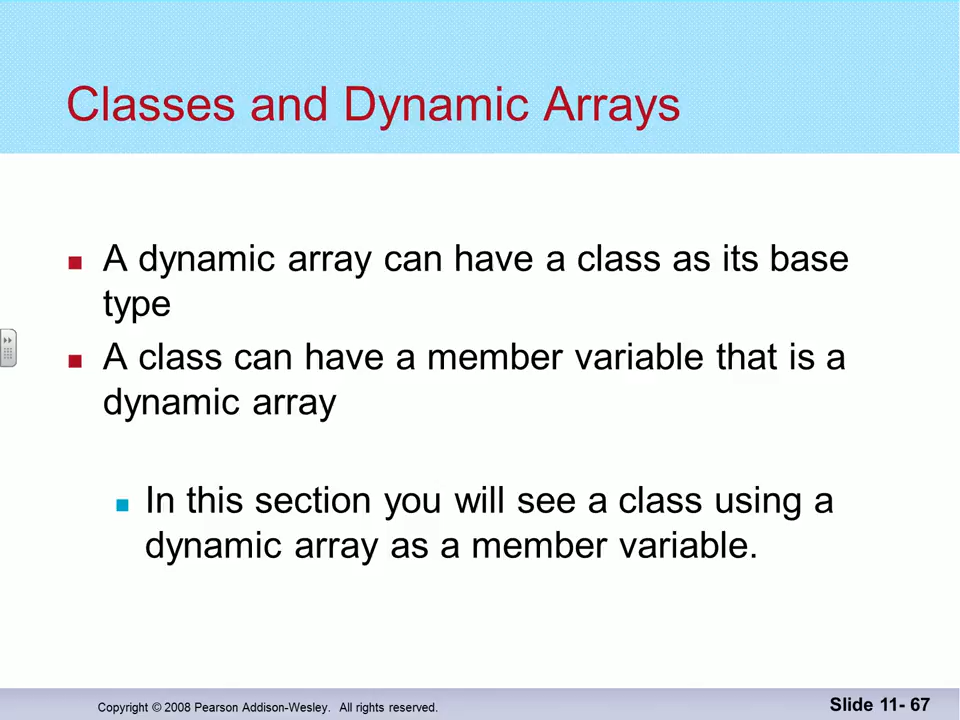 Classes and Dynamic Arrays
A dynamic array can have a class as its base
type
A class can have a member variable that is a
dynamic array
In this section you will see a class using a
dynamic array as a member variable.
Copyright © 2008 Pearson Addison-Wesley. All rights reserved.
Slide 11- 67